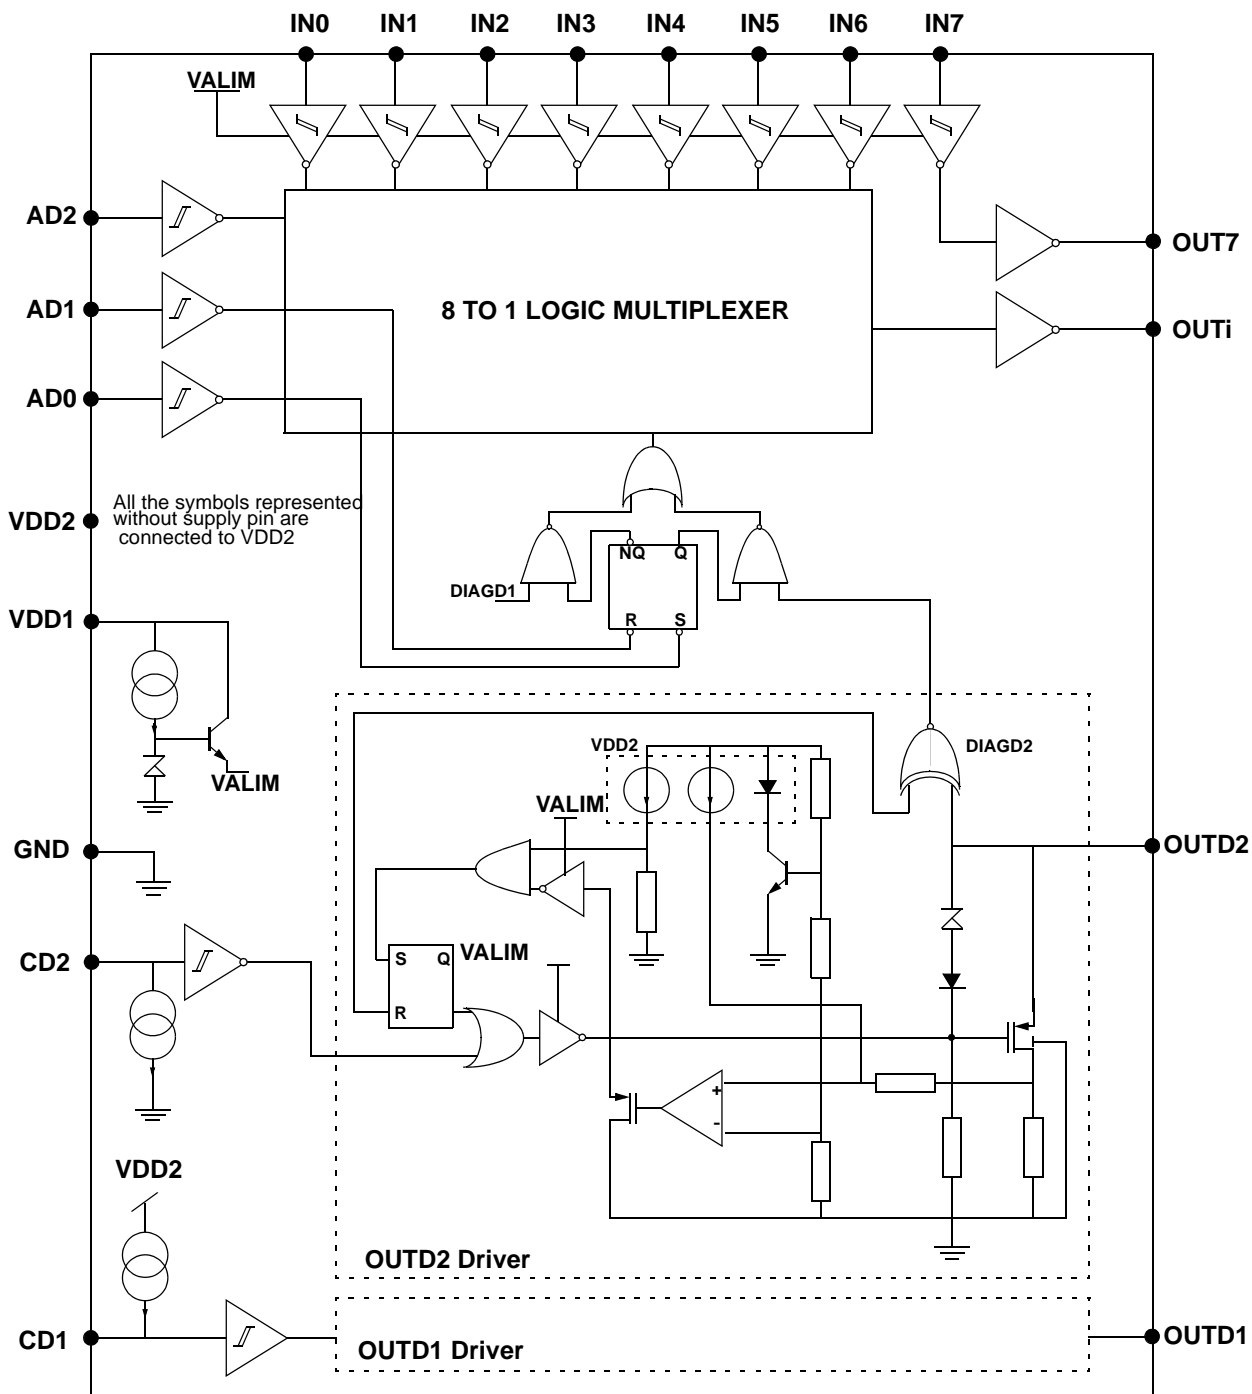 IN0 IN1 IN2 IN3 IN4 IN5 IN6 IN7
VALIM
AD2
OUT7
AD1
8 TO 1 LOGIC MULTIPLEXER
OUTi
AD0
All the symbols represented
without supply pin are
connected to VDD2
VDD2
NQ Q
DIAGD1
R S
VDD1
VALIM
VDD2
DIAGD2
VALIM
GND
OUTD2
CD2
S Q
VALIM
R
+
-
VDD2
OUTD2 Driver
CD1
OUTD1
OUTD1 Driver